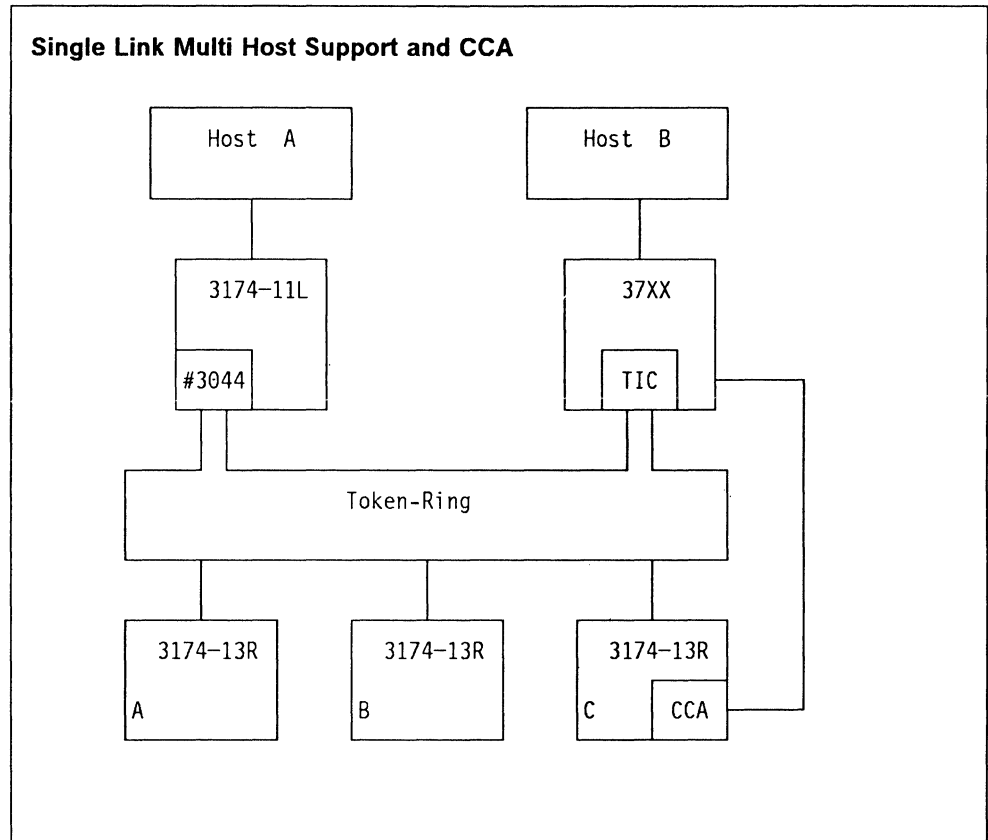 Single Link Multi Host Support and CCA
Host A
Host B
3174-11L
37XX
#3044
TIC
Token-Ring
3174-13R
3174-13R
3174-13R
A
B
C
CCA